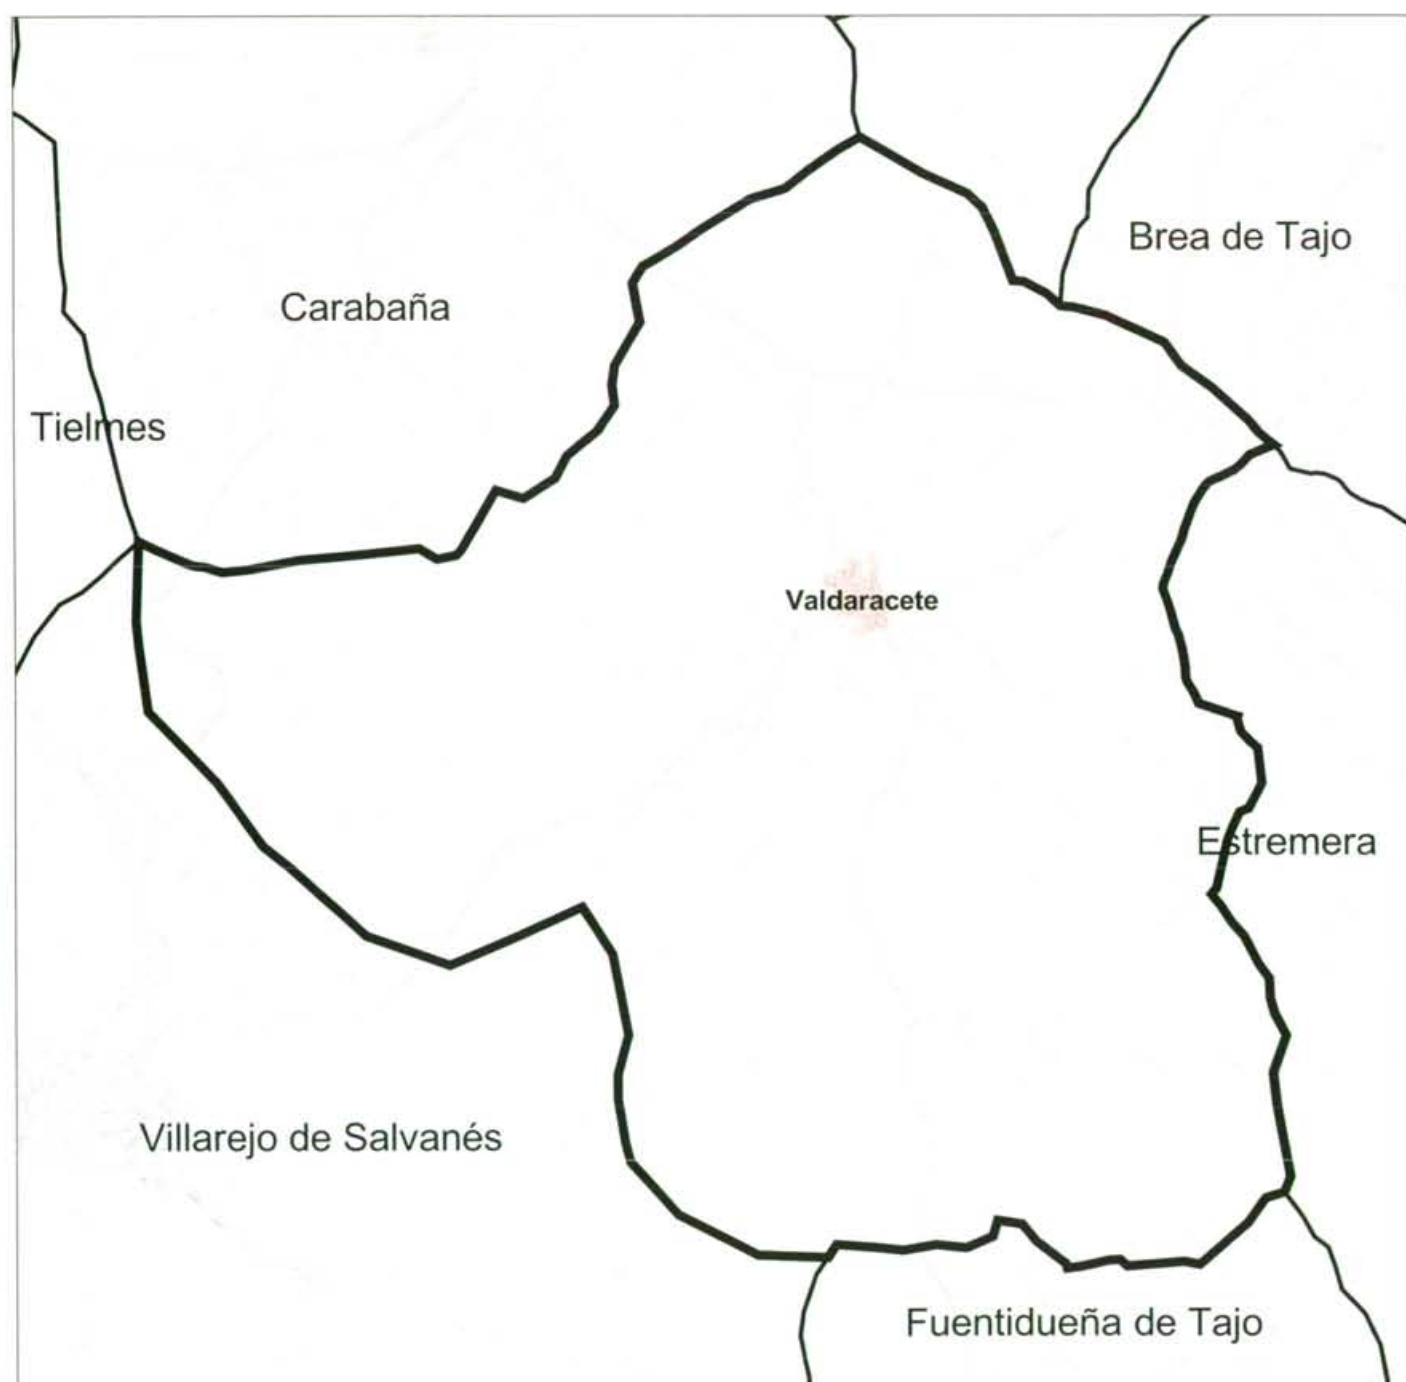 Brea de Tajo
Carabaña
Tielmes
Valdaracete
Estremera
Villarejo de Salvanés
Fuentidueña de Tajo